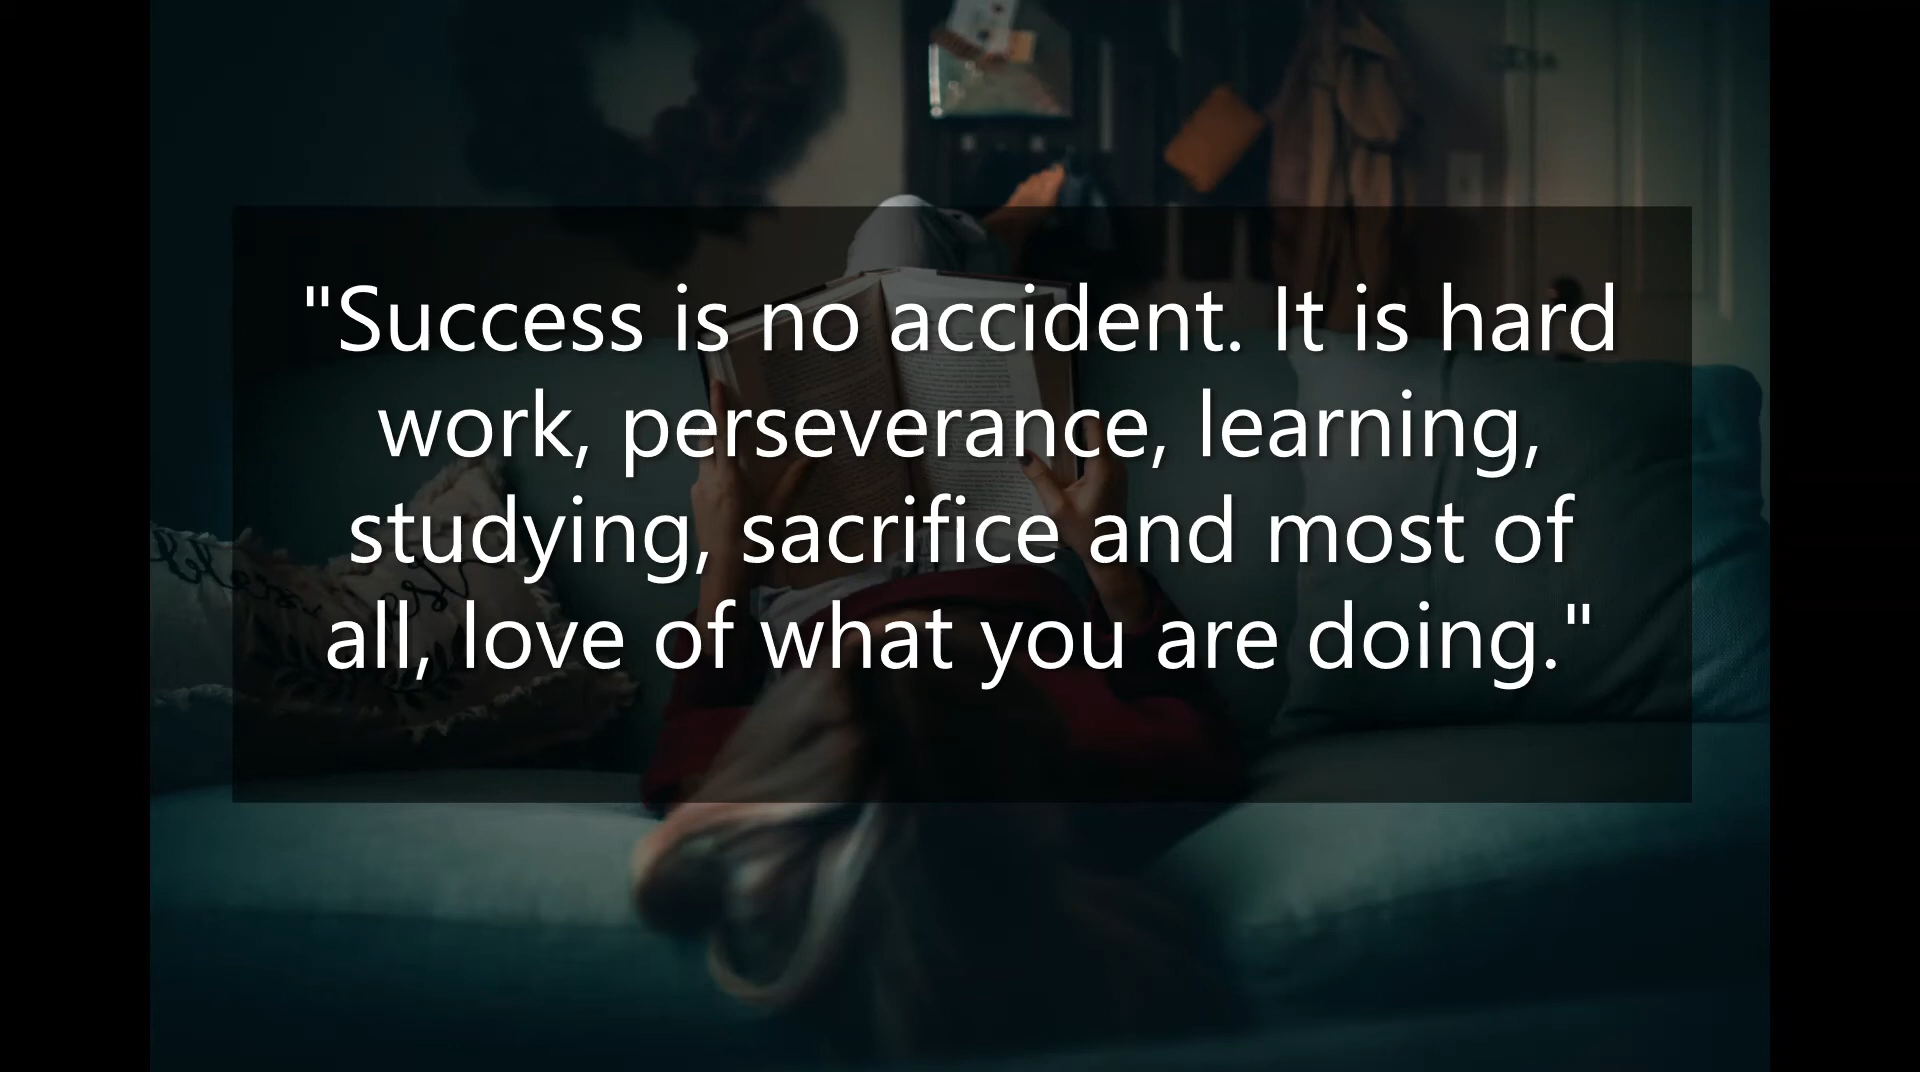 "Success is no accident. It is hard
work, perseverance, learning,
studying, sacrifice and most of
all, love of what you are doing."